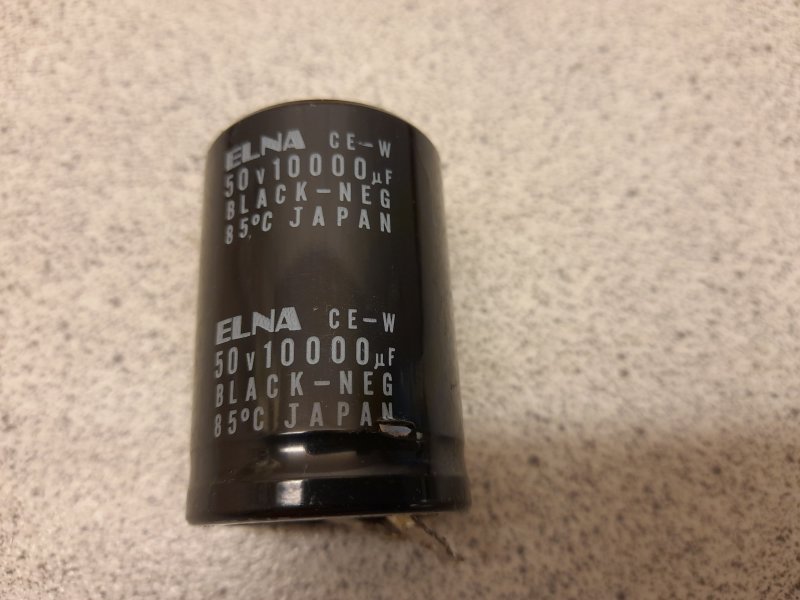 ELNA CE-W
50V10000µF
BLACK-NEG
85°C JAPAN
ELNA CE-W
50V10000µF
BLACK-NEG
85°C JAPAN